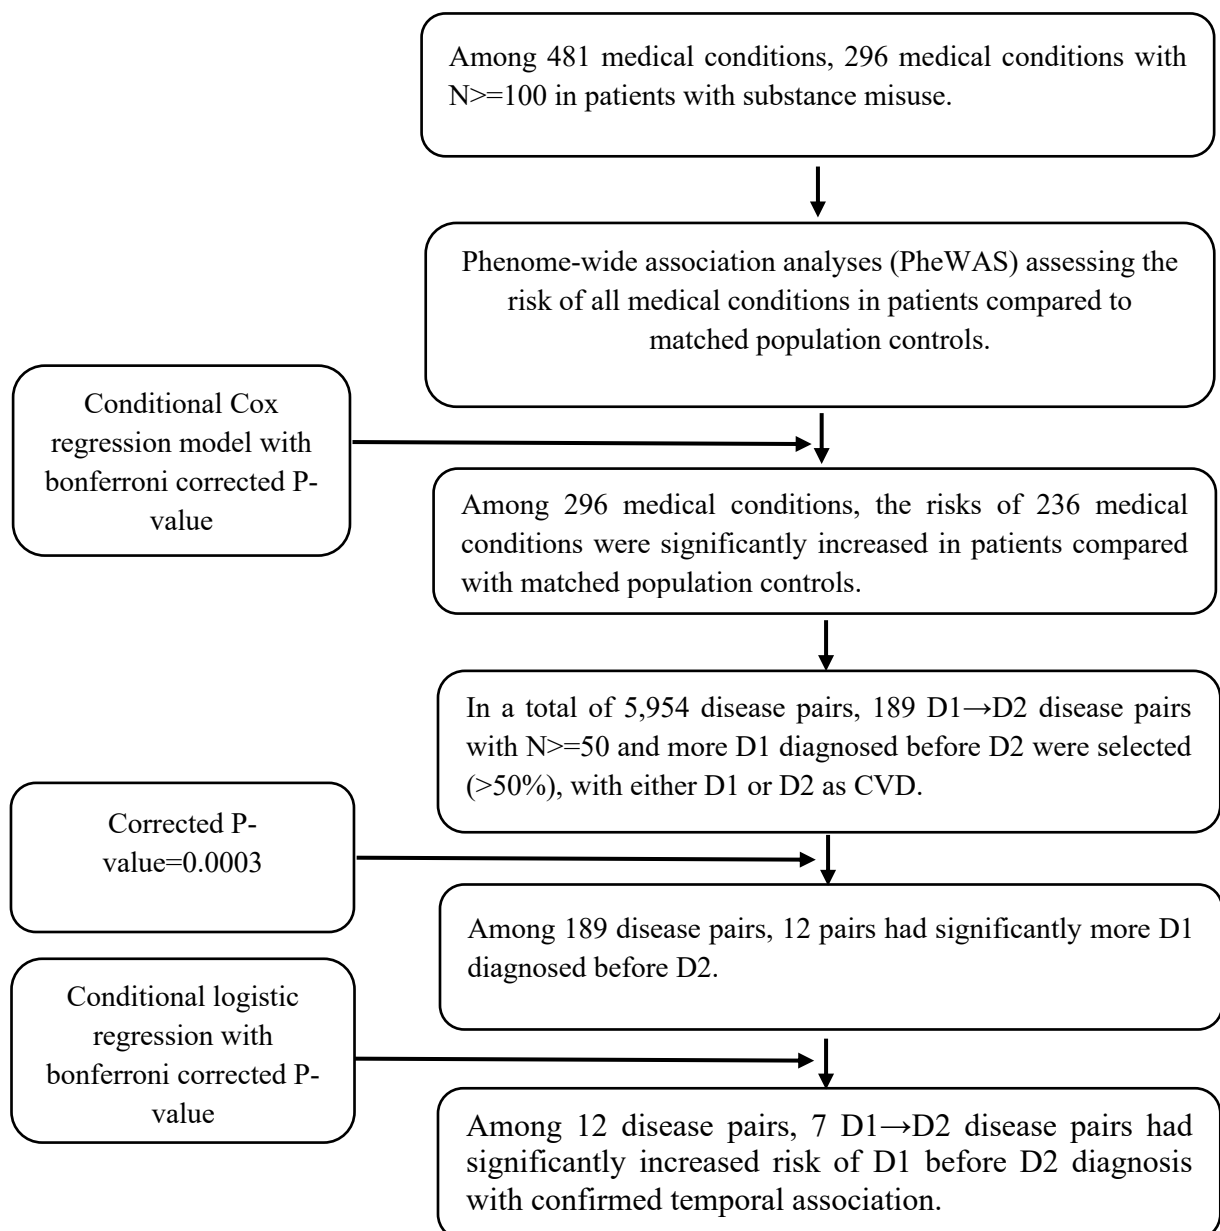 Among 481 medical conditions, 296 medical conditions with
N>=100 in patients with substance misuse.
Phenome-wide association analyses (PheWAS) assessing the
risk of all medical conditions in patients compared to
matched population controls.
Conditional Cox
regression model with
bonferroni corrected P-
value
Among 296 medical conditions, the risks of 236 medical
conditions were significantly increased in patients compared
with matched population controls.
In a total of 5,954 disease pairs, 189 D1→D2 disease pairs
with N>=50 and more D1 diagnosed before D2 were selected
(>50%), with either D1 or D2 as CVD.
Corrected P-
value=0.0003
Among 189 disease pairs, 12 pairs had significantly more D1
diagnosed before D2.
Conditional logistic
regression with
bonferroni corrected P-
value
Among 12 disease pairs, 7 D1→D2 disease pairs had
significantly increased risk of D1 before D2 diagnosis
with confirmed temporal association.